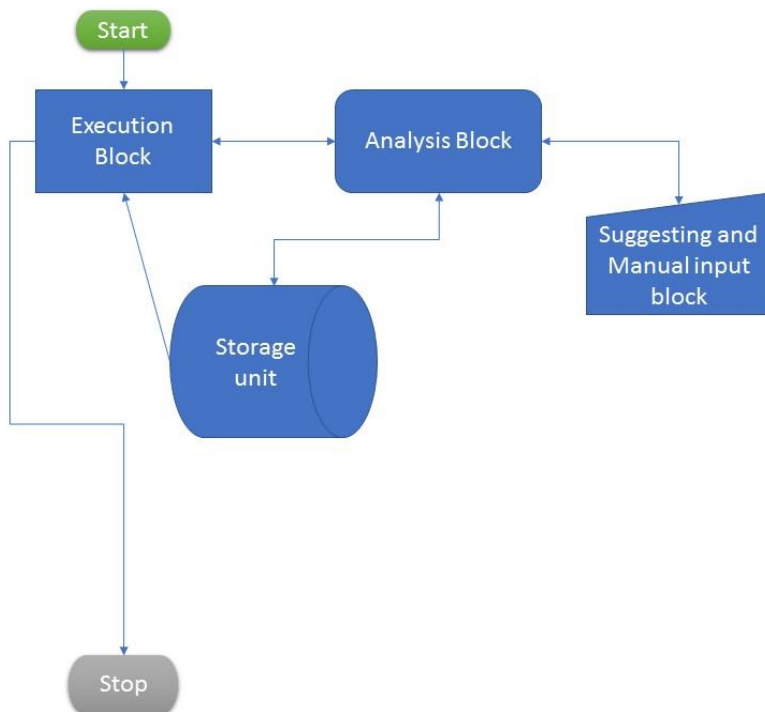 Start
Execution
Block
Analysis Block
Suggesting and
Manual input
block
Storage
unit
Stop